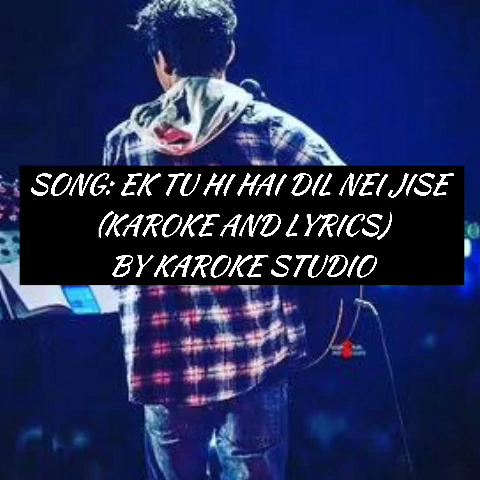 SONG: EK TU HI HAI DIL NEI JISE
(KAROKE AND LYRICS)
BY KAROKE STUDIO